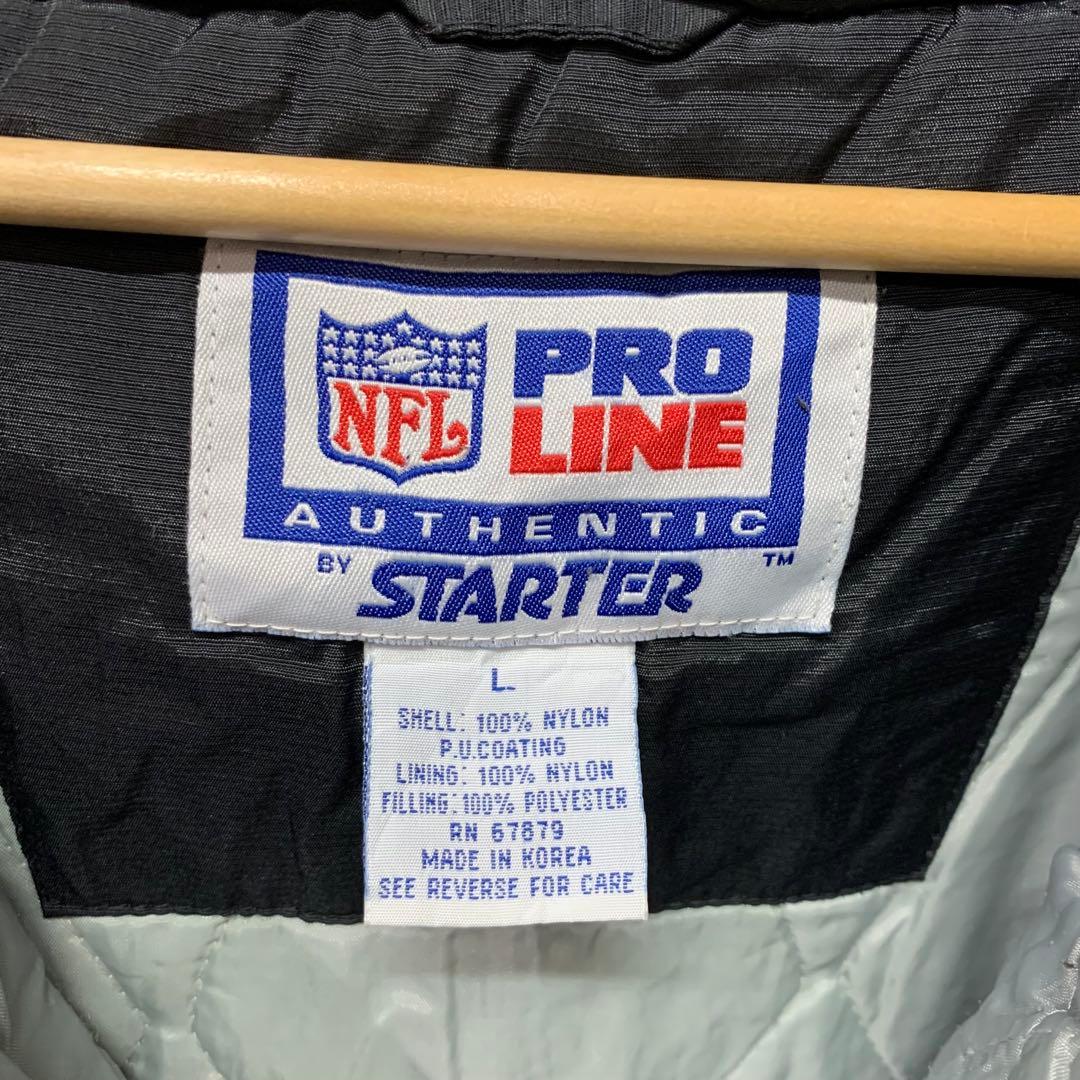 NFL
PRO
LINE
AUTHENTIC
BY STARTER ™
L
SHELL: 100% NYLON
P.U.COATING
LINING: 100% NYLON
FILLING: 100% POLYESTER
RN 67879
MADE IN KOREA
SEE REVERSE FOR CARE